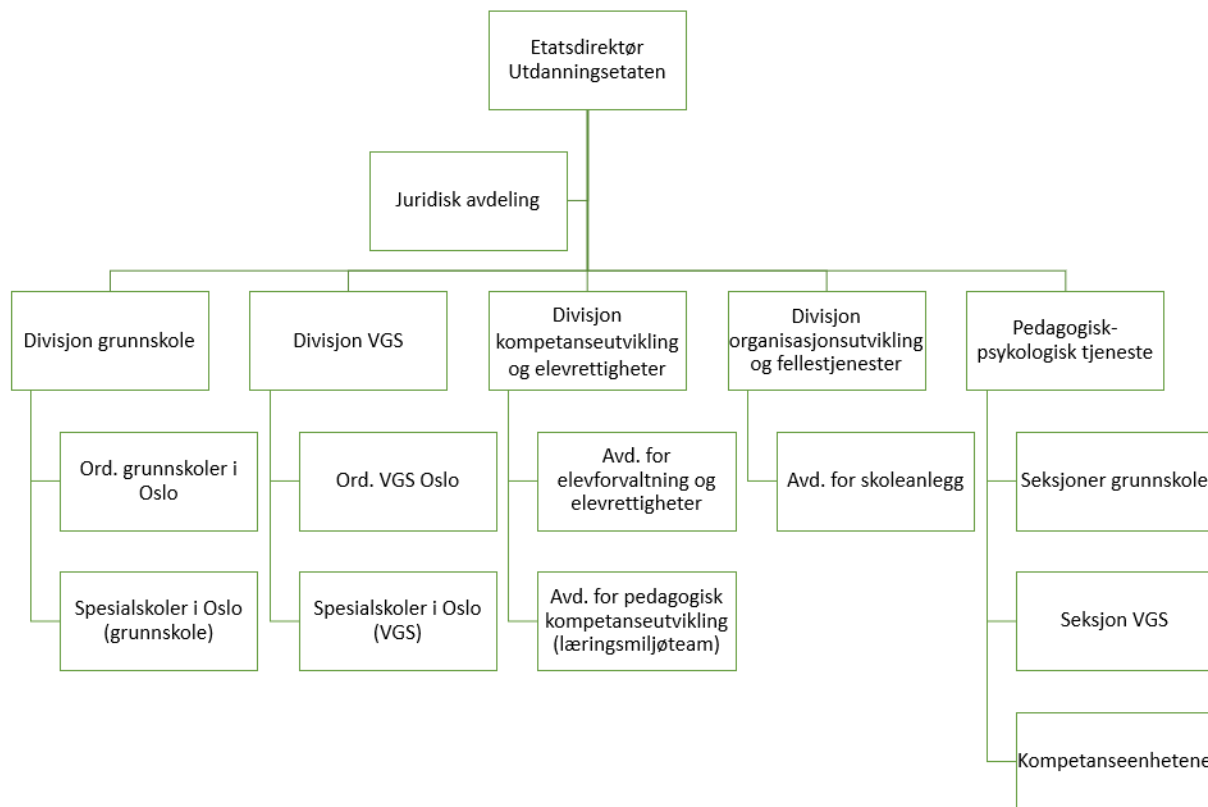 Etatsdirektør
Utdanningsetaten
Juridisk avdeling
Divisjon grunnskole
Divisjon VGS
Divisjon
kompetanseutvikling
og elevrettigheter
Divisjon
organisasjonsutvikling
og fellestjenester
Pedagogisk-
psykologisk tjeneste
Ord. grunnskoler i
Oslo
Ord. VGS Oslo
Avd. for
elevforvaltning og
elevrettigheter
Avd. for skoleanlegg
Seksjoner grunnskole
Spesialskoler i Oslo
(grunnskole)
Spesialskoler i Oslo
(VGS)
Avd. for pedagogisk
kompetanseutvikling
(læringsmiljøteam)
Seksjon VGS
Kompetanseenhetene